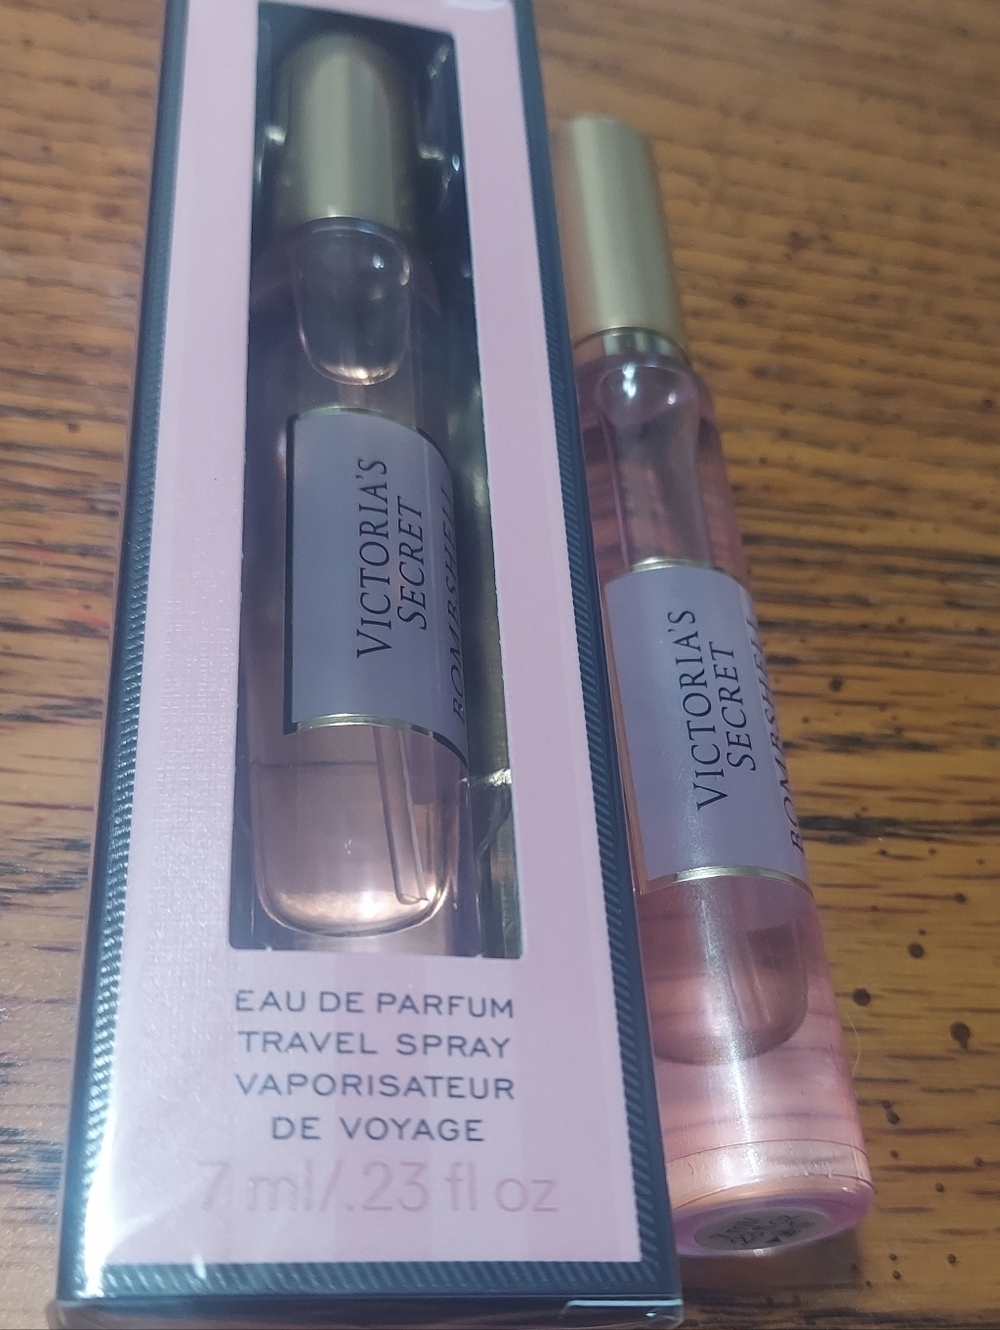 VICTORIA'S
SECRET
BOMBSHELL
EAU DE PARFUM
TRAVEL SPRAY
VAPORISATEUR
DE VOYAGE
7 ml/.23 fl oz
VICTORIA'S
SECRET
BOMBSHELL